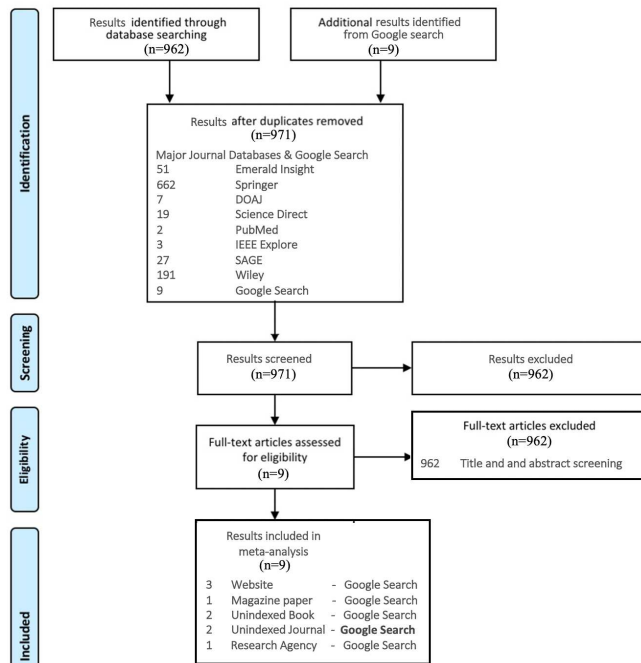 Results identified through
database searching
(n=962)
Additional results identified
from Google search
(n=9)
Identification
Results after duplicates removed
(n=971)
Major Journal Databases & Google Search
51 Emerald Insight
662 Springer
7 DOAJ
19 Science Direct
2 PubMed
3 IEEE Explore
27 SAGE
191 Wiley
9 Google Search
Screening
Results screened
(n=971)
Results excluded
(n=962)
Eligibility
Full-text articles assessed
for eligibility
(n=9)
Full-text articles excluded
(n=962)
962 Title and and abstract screening
Included
Results included in
meta-analysis
(n=9)
3 Website - Google Search
1 Magazine paper - Google Search
2 Unindexed Book - Google Search
2 Unindexed Journal - Google Search
1 Research Agency - Google Search